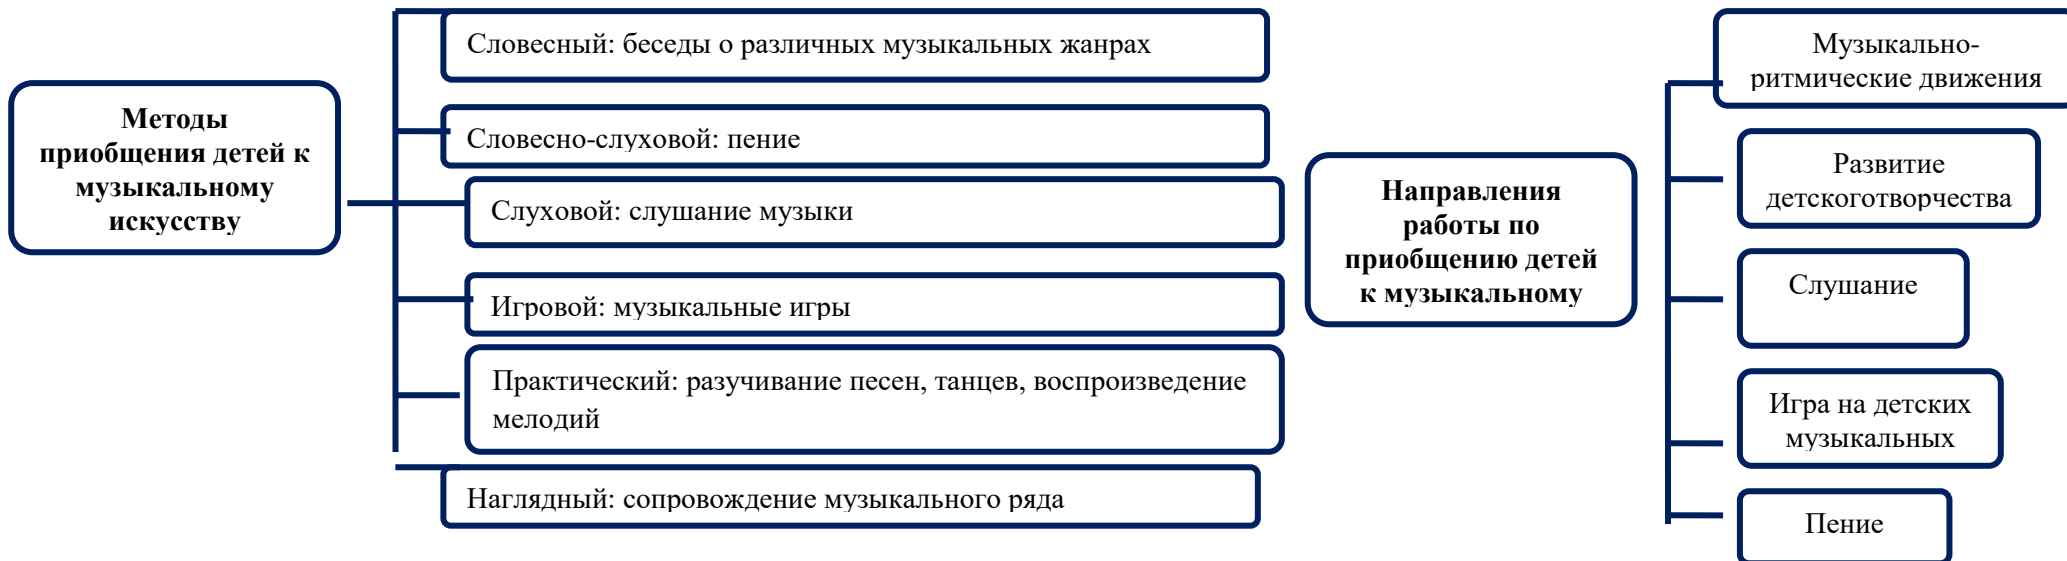 Методы
приобщения детей к
музыкальному
искусству
Словесный: беседы о различных музыкальных жанрах
Словесно-слуховой: пение
Слуховой: слушание музыки
Игровой: музыкальные игры
Практический: разучивание песен, танцев, воспроизведение
мелодий
Наглядный: сопровождение музыкального ряда
Направления
работы по
приобщению детей
к музыкальному
Музыкально-
ритмические движения
Развитие
детскоготворчества
Слушание
Игра на детских
музыкальных
Пение